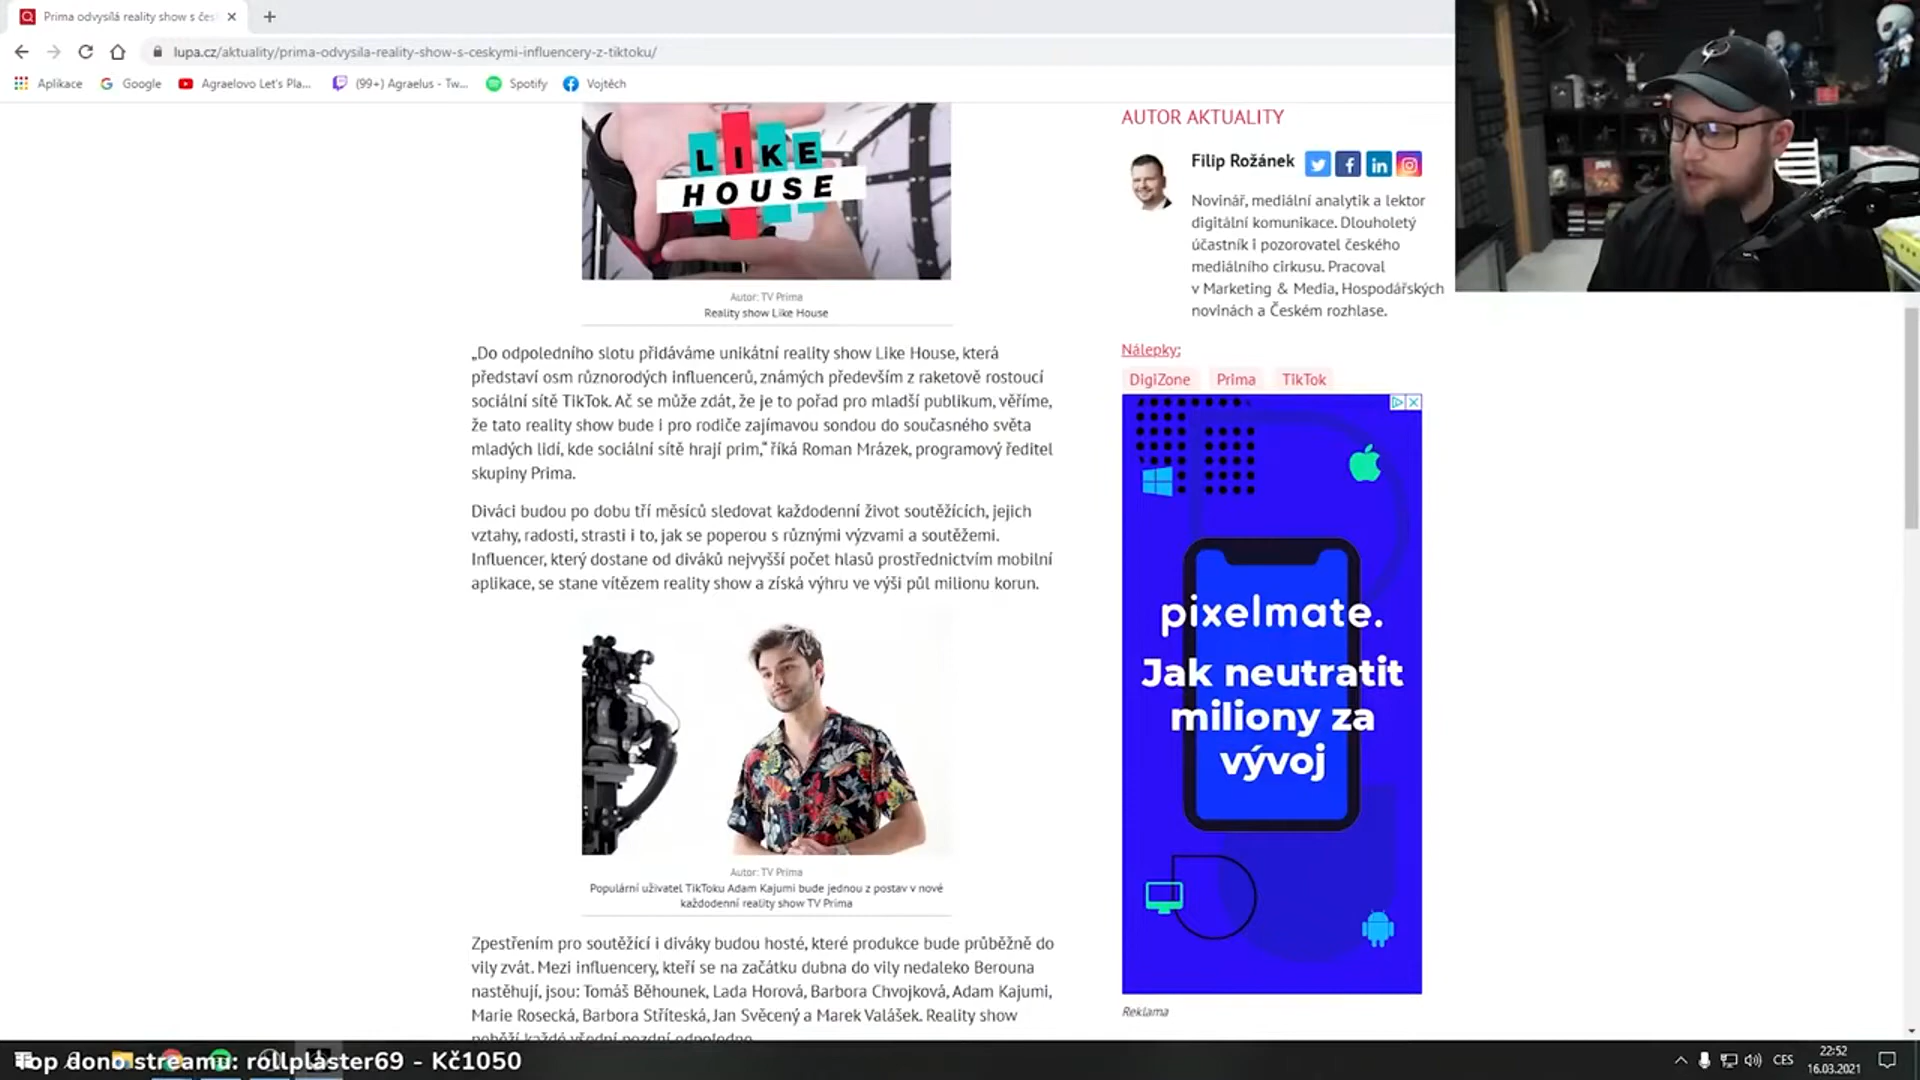 Prima odvysílá reality show s čes
lupa.cz/aktuality/prima-odvysila-reality-show-s-ceskymi-influencery-z-tiktoku/
Aplikace
Google
Agraelovo Let's Pla...
(99+) Agraelus - Tw...
Spotify
Vojtěch
LIKE
HOUSE
Autor: TV Prima
Reality show Like House
„Do odpoledního slotu přidáváme unikátní reality show Like House, která
představí osm různorodých influencerů, známých především z raketově rostoucí
sociální sítě TikTok. Ač se může zdát, že je to pořad pro mladší publikum, věříme,
že tato reality show bude i pro rodiče zajímavou sondou do současného světa
mladých lidí, kde sociální sítě hrají prim,“ říká Roman Mrázek, programový ředitel
skupiny Prima.
Diváci budou po dobu tří měsíců sledovat každodenní život soutěžících, jejich
vztahy, radosti, strasti i to, jak se poperou s různými výzvami a soutěžemi.
Influencer, který dostane od diváků nejvyšší počet hlasů prostřednictvím mobilní
aplikace, se stane vítězem reality show a získá výhru ve výši půl milionu korun.
Autor: TV Prima
Populární uživatel TikToku Adam Kajumi bude jednou z postav v nové
každodenní reality show TV Prima
Zpestřením pro soutěžící i diváky budou hosté, které produkce bude průběžně do
vily zvát. Mezi influencery, kteří se na začátku dubna do vily nedaleko Berouna
nastěhují, jsou: Tomáš Běhounek, Lada Horová, Barbora Chvojková, Adam Kajumi,
Marie Rosecká, Barbora Stříteská, Jan Svěcený a Marek Valášek. Reality show
poběží každé všední pozdní odpoledne.
AUTOR AKTUALITY
Filip Rožánek
Novinář, mediální analytik a lektor
digitální komunikace. Dlouholetý
účastník i pozorovatel českého
mediálního cirkusu. Pracoval
v Marketing & Media, Hospodářských
novinách a Českém rozhlase.
Nálepky:
DigiZone
Prima
TikTok
pixelmate.
Jak neutratit
miliony za
vývoj
Reklama
Top dono streamu: rollplaster69 - Kč1050
CES
22:52
16.03.2021